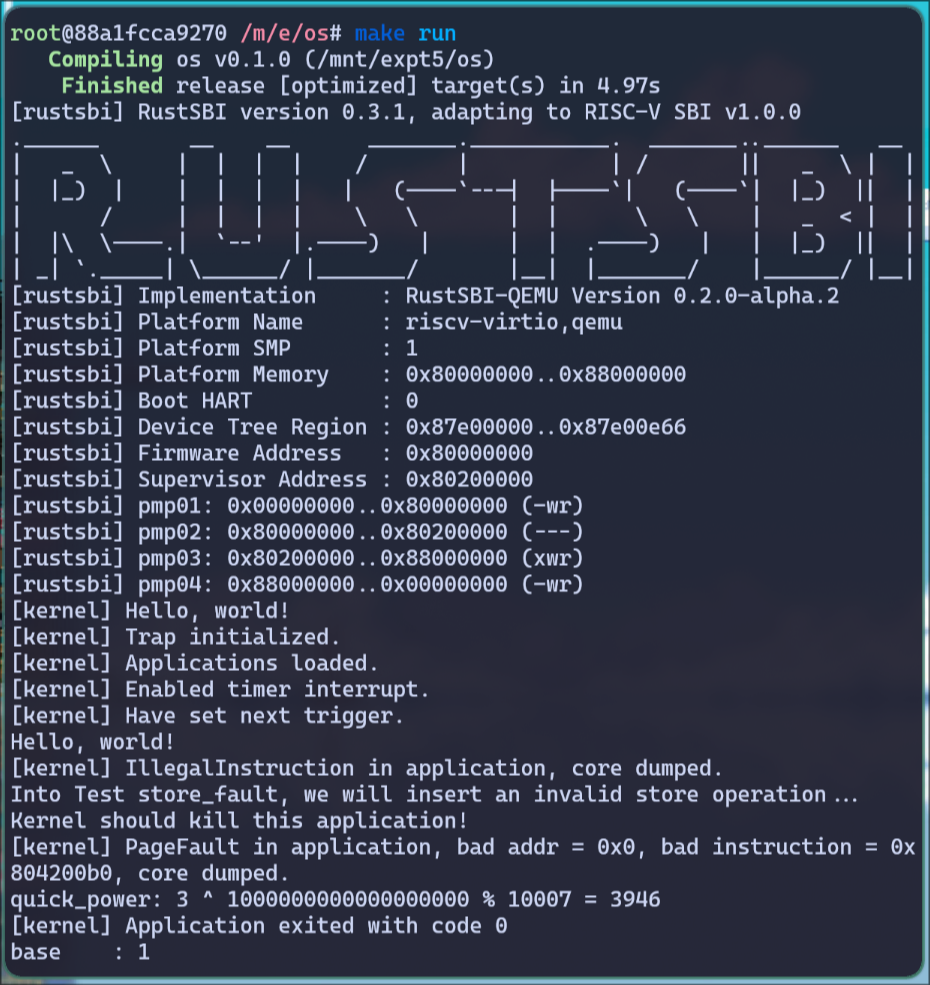 root@88a1fcca9270 /m/e/os# make run
Compiling os v0.1.0 (/mnt/expt5/os)
Finished release [optimized] target(s) in 4.97s
[rustsbi] RustSBI version 0.3.1, adapting to RISC-V SBI v1.0.0
RUSTSBI
[rustsbi] Implementation     : RustSBI-QEMU Version 0.2.0-alpha.2
[rustsbi] Platform Name      : riscv-virtio,qemu
[rustsbi] Platform SMP       : 1
[rustsbi] Platform Memory    : 0x80000000..0x88000000
[rustsbi] Boot HART          : 0
[rustsbi] Device Tree Region : 0x87e00000..0x87e00e66
[rustsbi] Firmware Address   : 0x80000000
[rustsbi] Supervisor Address : 0x80200000
[rustsbi] pmp01: 0x00000000..0x80000000 (-wr)
[rustsbi] pmp02: 0x80000000..0x80200000 (---)
[rustsbi] pmp03: 0x80200000..0x88000000 (xwr)
[rustsbi] pmp04: 0x88000000..0x00000000 (-wr)
[kernel] Hello, world!
[kernel] Trap initialized.
[kernel] Applications loaded.
[kernel] Enabled timer interrupt.
[kernel] Have set next trigger.
Hello, world!
[kernel] IllegalInstruction in application, core dumped.
Into Test store_fault, we will insert an invalid store operation...
Kernel should kill this application!
[kernel] PageFault in application, bad addr = 0x0, bad instruction = 0x
804200b0, core dumped.
quick_power: 3 ^ 1000000000000000000 % 10007 = 3946
[kernel] Application exited with code 0
base    : 1